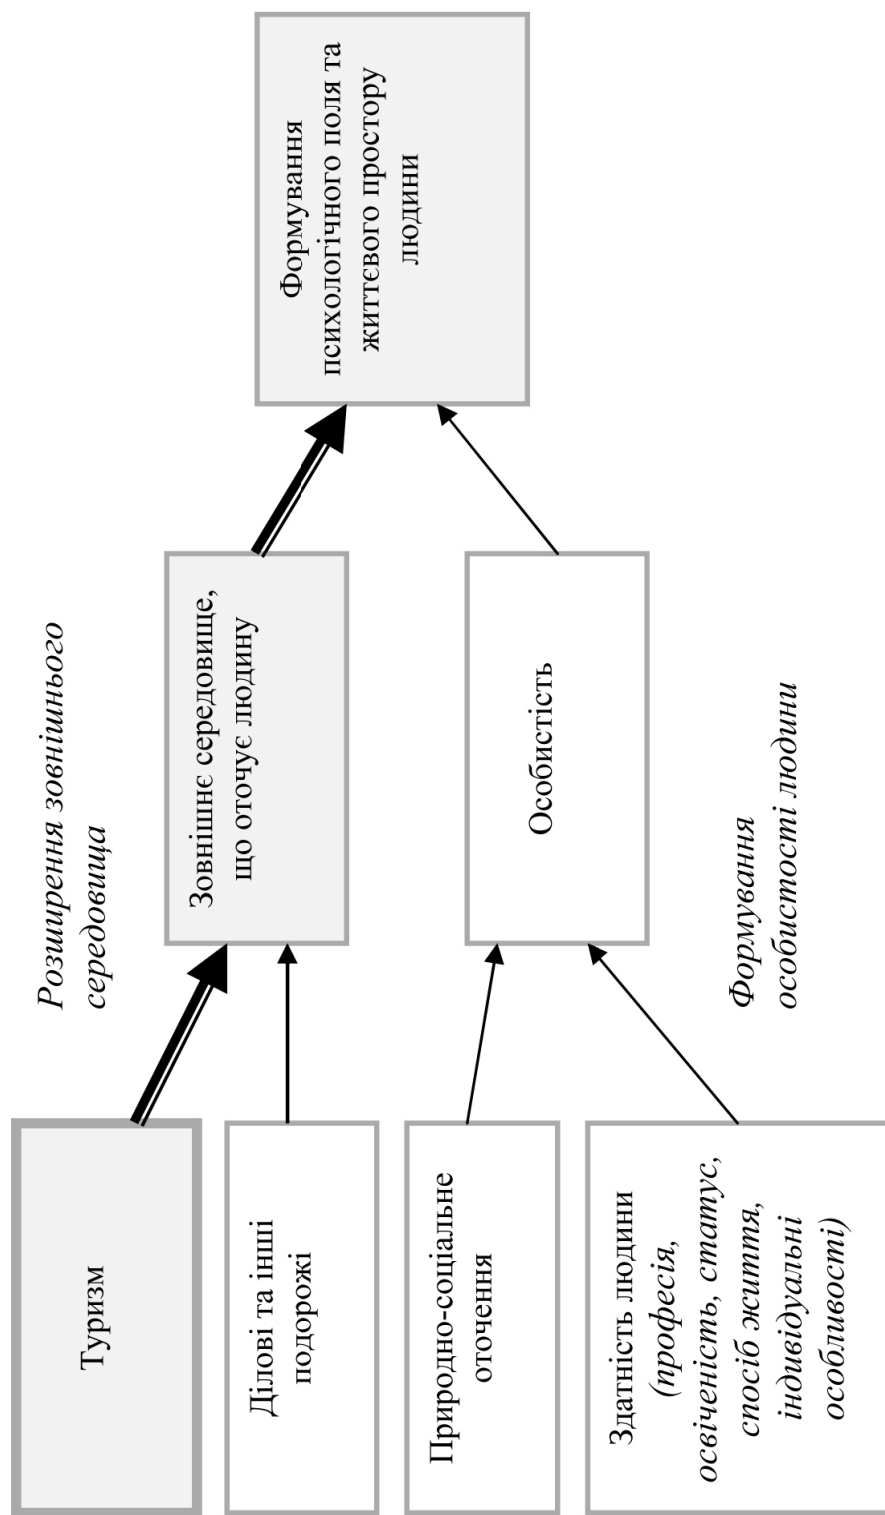 Розширення зовнішнього
середовища
Туризм
Ділові та інші
подорожі
Природно-соціальне
оточення
Здатність людини
(професія,
освіченість, статус,
спосіб життя,
індивідуальні
особливості)
Зовнішнє середовище,
що оточує людину
Особистість
Формування
особистості людини
Формування
психологічного поля та
життєвого простору
людини